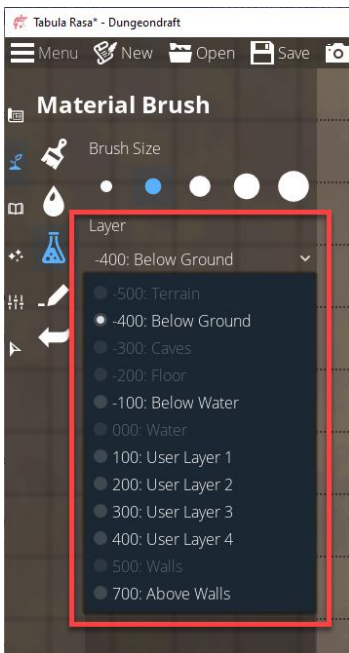 Tabula Rasa* - Dungeondraft
Menu New Open Save
Material Brush
Brush Size
Layer
-400: Below Ground
-500: Terrain
-400: Below Ground
-300: Caves
-200: Floor
-100: Below Water
000: Water
100: User Layer 1
200: User Layer 2
300: User Layer 3
400: User Layer 4
500: Walls
700: Above Walls